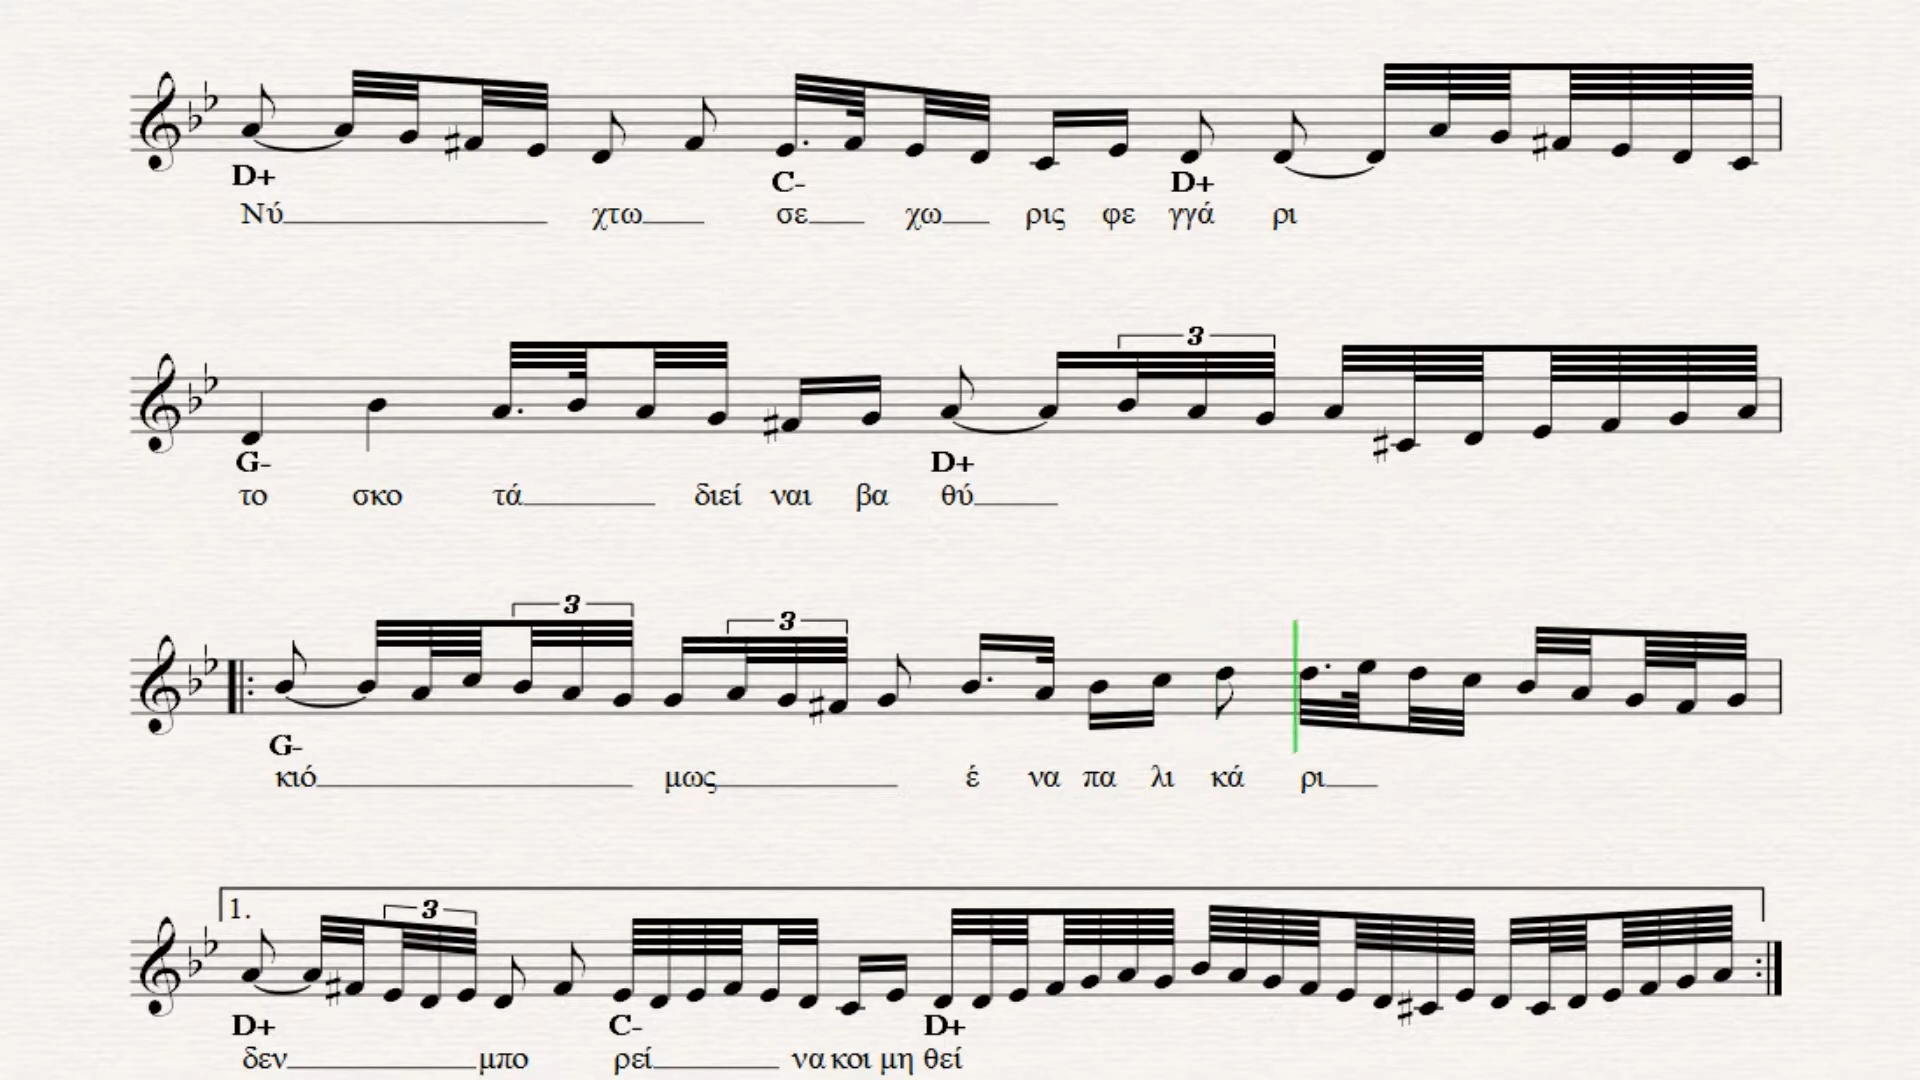 D+ C- D+
Νύ χτω σε χω ρις φε γγά ρι
3
G- D+
το σκο τά διεί ναι βα θύ
3 3
G-
κιό μως έ να πα λι κά ρι
1. 3
D+ C- D+
δεν μπο ρεί να κοι μη θεί